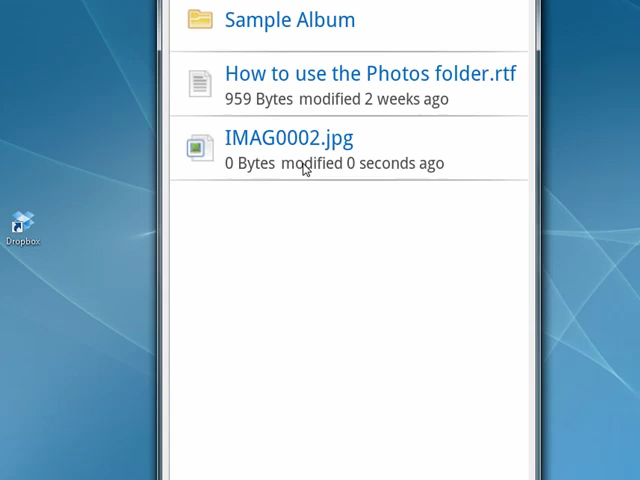 Sample Album
How to use the Photos folder.rtf
959 Bytes modified 2 weeks ago
IMAG0002.jpg
0 Bytes modified 0 seconds ago
Dropbox